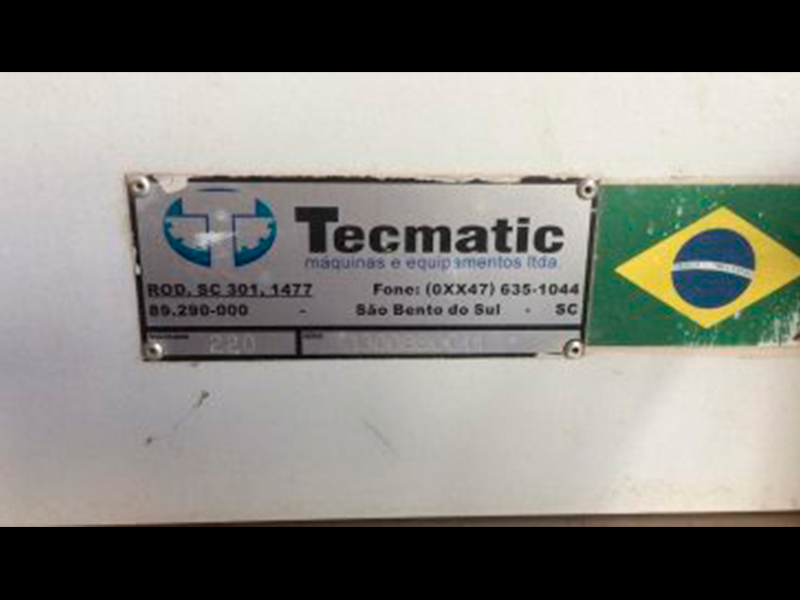 Tecmatic
máquinas e equipamentos ltda.
ROD. SC 301, 1477 Fone: (0XX47) 635-1044
89.290-000 - São Bento do Sul - SC
220